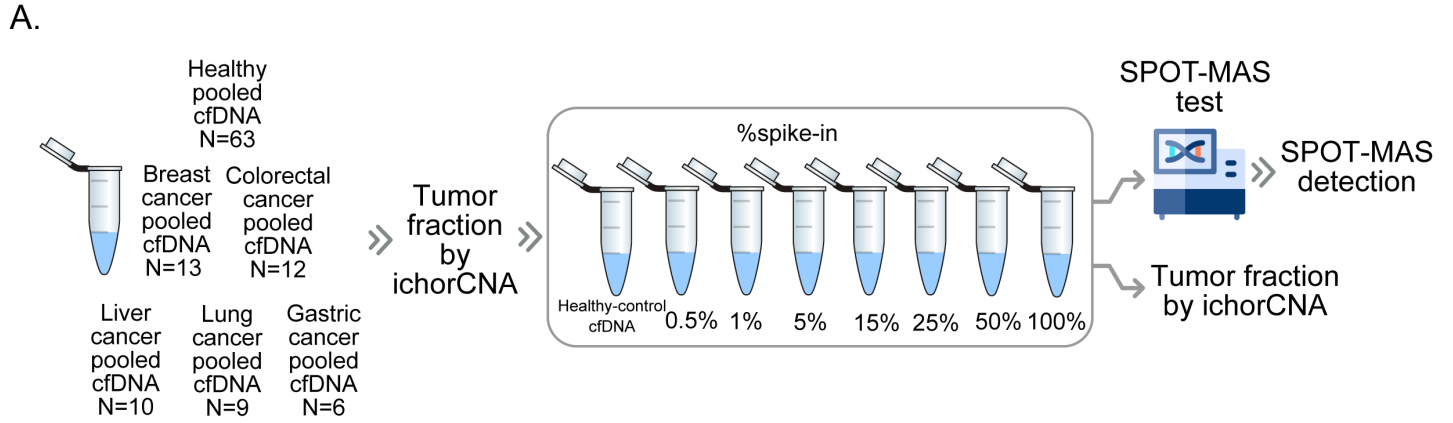 A.
Healthy
pooled
cfDNA
N=63
Breast
cancer
pooled
cfDNA
N=13
Colorectal
cancer
pooled
cfDNA
N=12
Liver
cancer
pooled
cfDNA
N=10
Lung
cancer
pooled
cfDNA
N=9
Gastric
cancer
pooled
cfDNA
N=6
Tumor
fraction
by
ichorCNA
%spike-in
Healthy-control
cfDNA
0.5%
1%
5%
15%
25%
50%
100%
SPOT-MAS
test
SPOT-MAS
detection
Tumor fraction
by ichorCNA